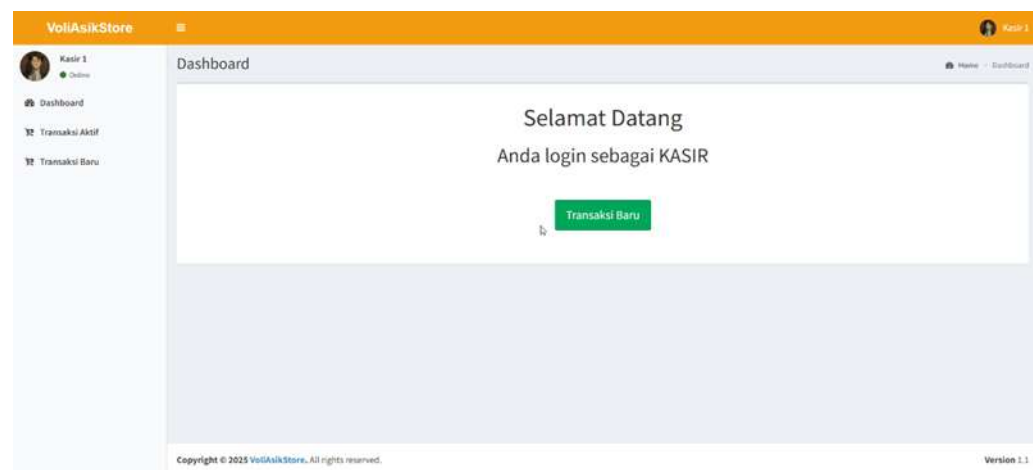 VoliAsikStore
Kasir 1
Kasir 1
Online
Dashboard
Home
Dashboard
Dashboard
Transaksi Aktif
Transaksi Baru
Selamat Datang
Anda login sebagai KASIR
Transaksi Baru
Copyright © 2025 VoliAsikStore. All rights reserved.
Version 1.1